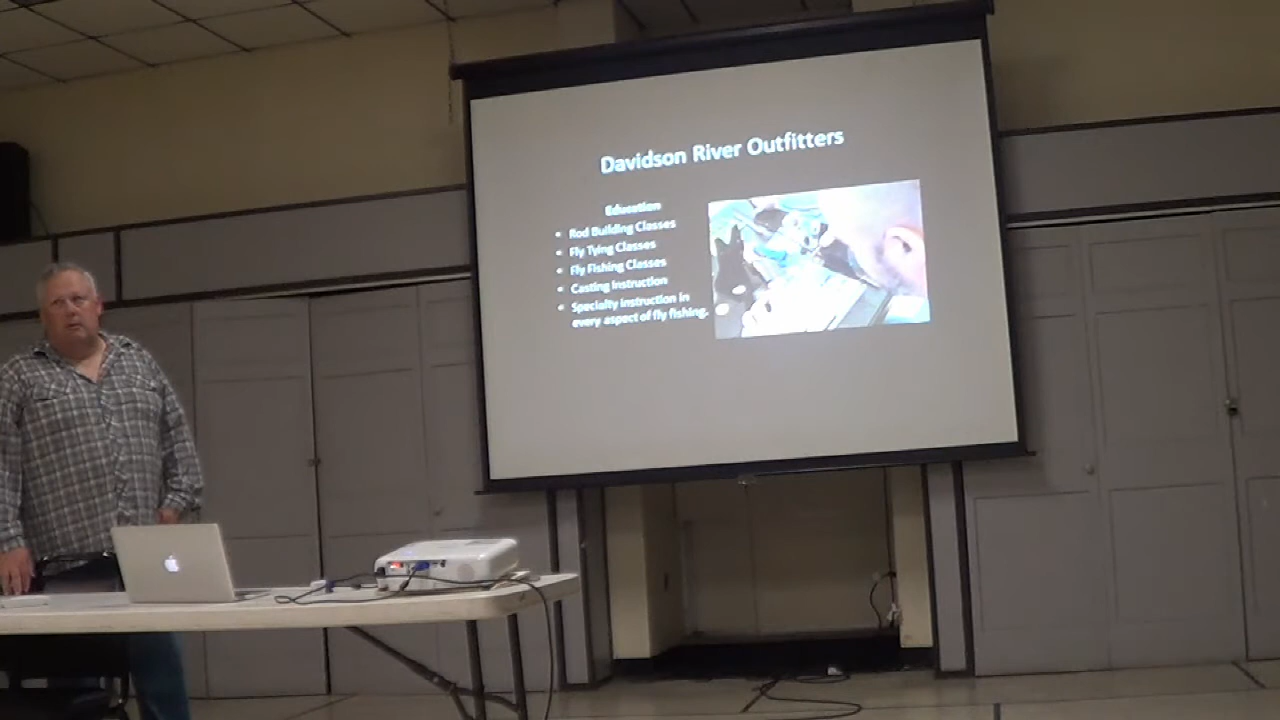 Davidson River Outfitters
Education
• Rod Building Classes
• Fly Tying Classes
• Fly Fishing Classes
• Casting Instruction
• Specialty instruction in
every aspect of fly fishing.